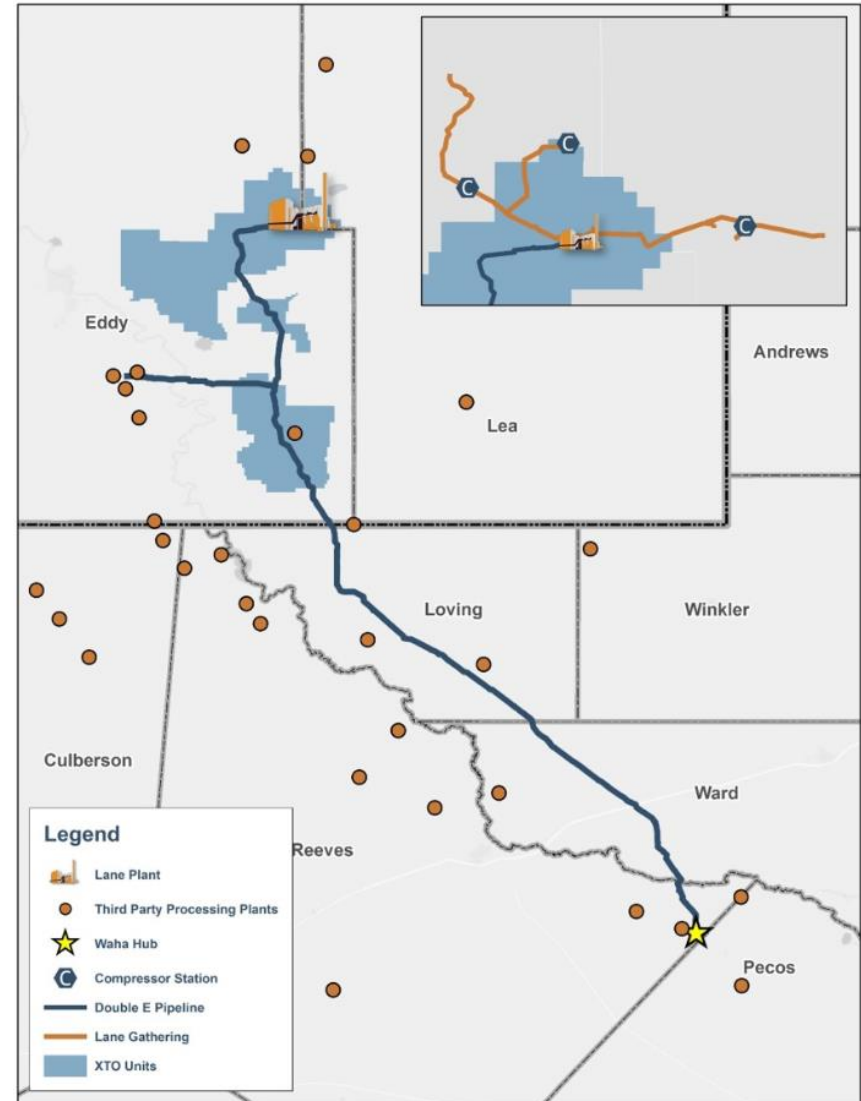 C
C
C
Eddy
Andrews
Lea
Loving
Winkler
Culberson
Ward
Reeves
Pecos
Legend
Lane Plant
Third Party Processing Plants
Waha Hub
C Compressor Station
Double E Pipeline
Lane Gathering
XTO Units